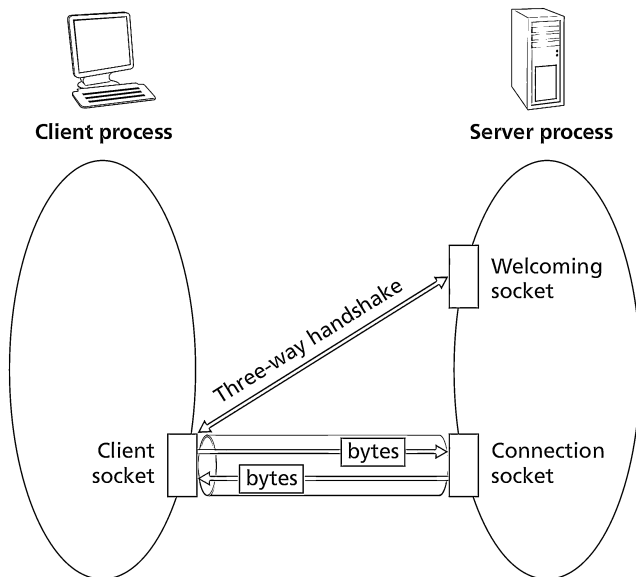 Client process
Server process
Welcoming
socket
Three-way handshake
Client
socket
bytes
bytes
Connection
socket